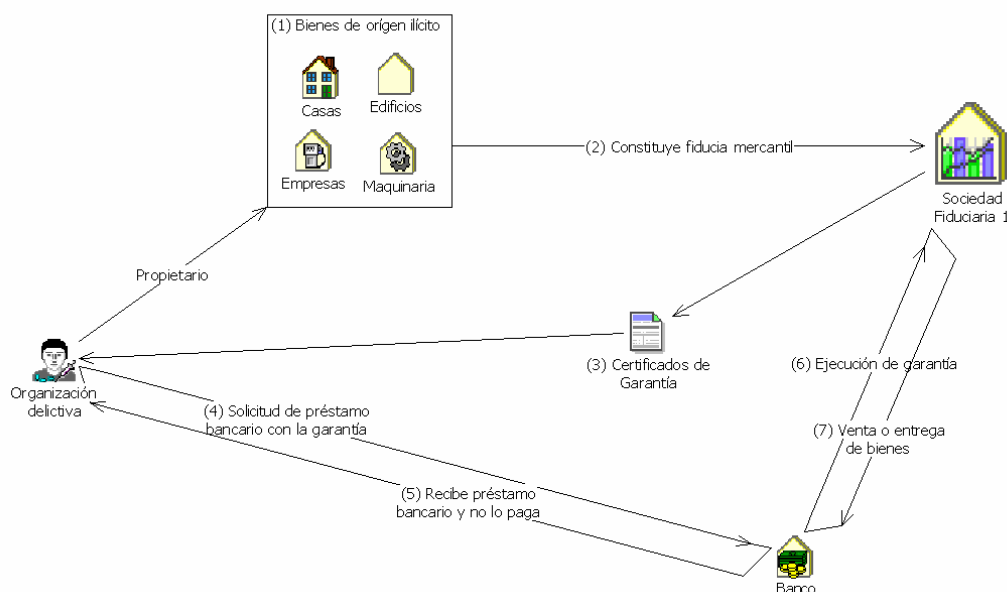 (1) Bienes de orígen ilícito
Casas
Edificios
Empresas
Maquinaria
(2) Constituye fiducia mercantil
Sociedad
Fiduciaria 1
Propietario
(3) Certificados de
Garantía
Organización
delictiva
(4) Solicitud de préstamo
bancario con la garantía
(5) Recibe préstamo
bancario y no lo paga
(6) Ejecución de garantía
(7) Venta o entrega
de bienes
Banco